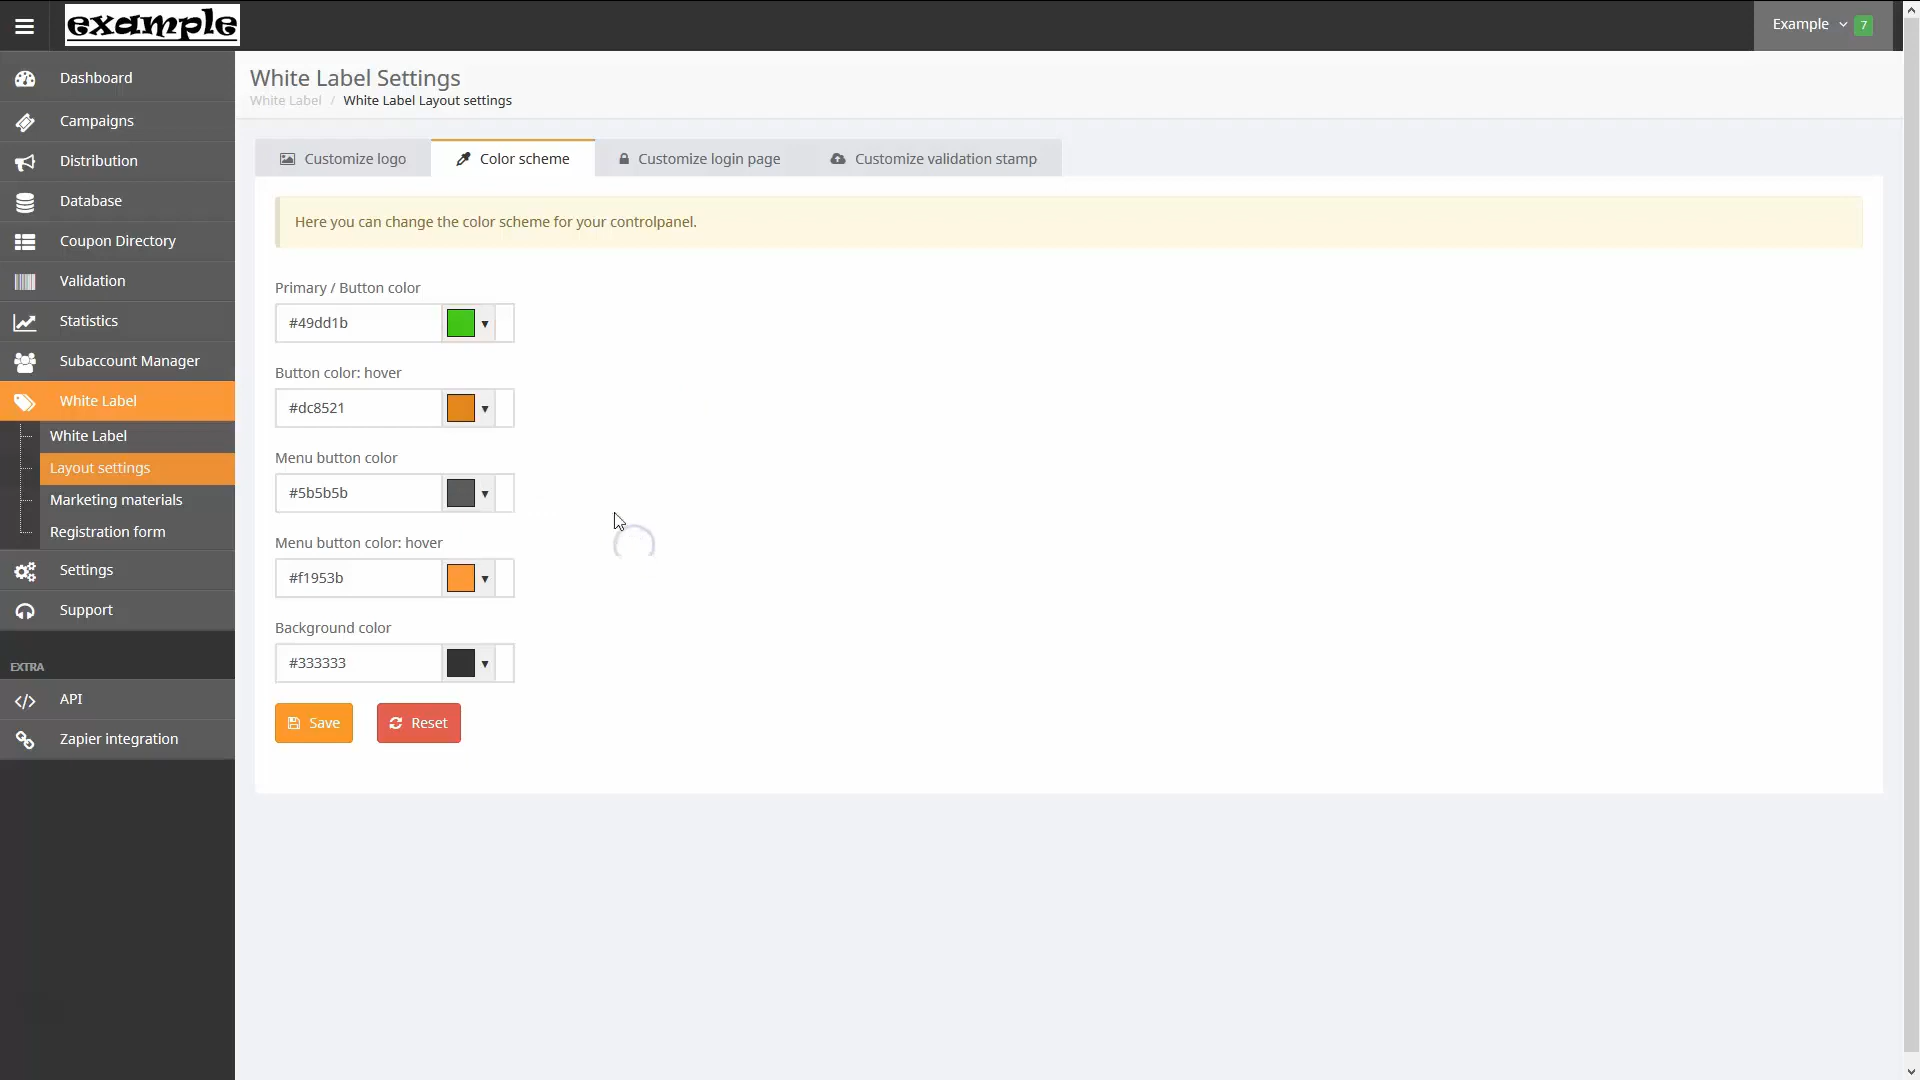 example
Example 7
Dashboard
Campaigns
Distribution
Database
Coupon Directory
Validation
Statistics
Subaccount Manager
White Label
White Label
Layout settings
Marketing materials
Registration form
Settings
Support
EXTRA
API
Zapier integration
White Label Settings
White Label / White Label Layout settings
Customize logo
Color scheme
Customize login page
Customize validation stamp
Here you can change the color scheme for your controlpanel.
Primary / Button color
#49dd1b
Button color: hover
#dc8521
Menu button color
#5b5b5b
Menu button color: hover
#f1953b
Background color
#333333
Save
Reset